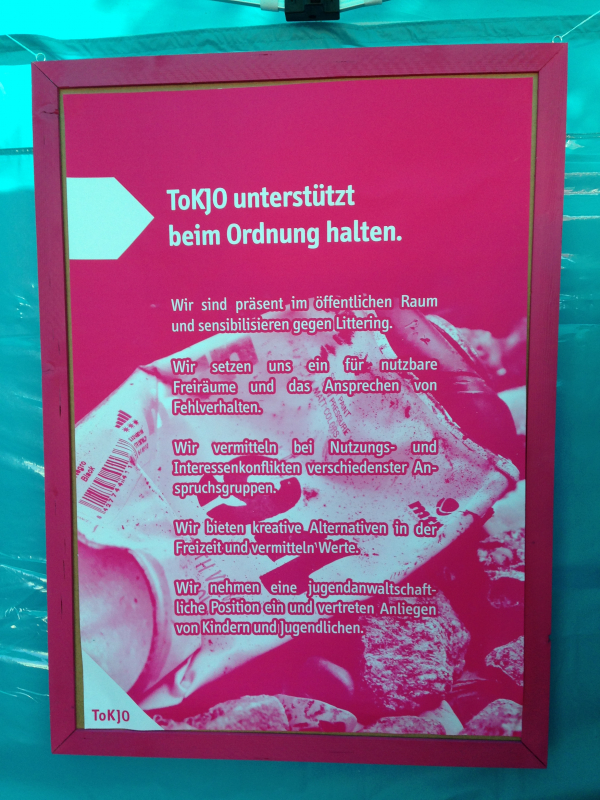 ToKJO unterstützt
beim Ordnung halten.
Wir sind präsent im öffentlichen Raum
und sensibilisieren gegen Littering.
Wir setzen uns ein für nutzbare
Freiräume und das Ansprechen von
Fehlverhalten.
Wir vermitteln bei Nutzungs- und
Interessenkonflikten verschiedenster An-
spruchsgruppen.
Wir bieten kreative Alternativen in der
Freizeit und vermitteln Werte.
Wir nehmen eine jugendanwaltschaft-
liche Position ein und vertreten Anliegen
von Kindern und Jugendlichen.
Black
ToKJO